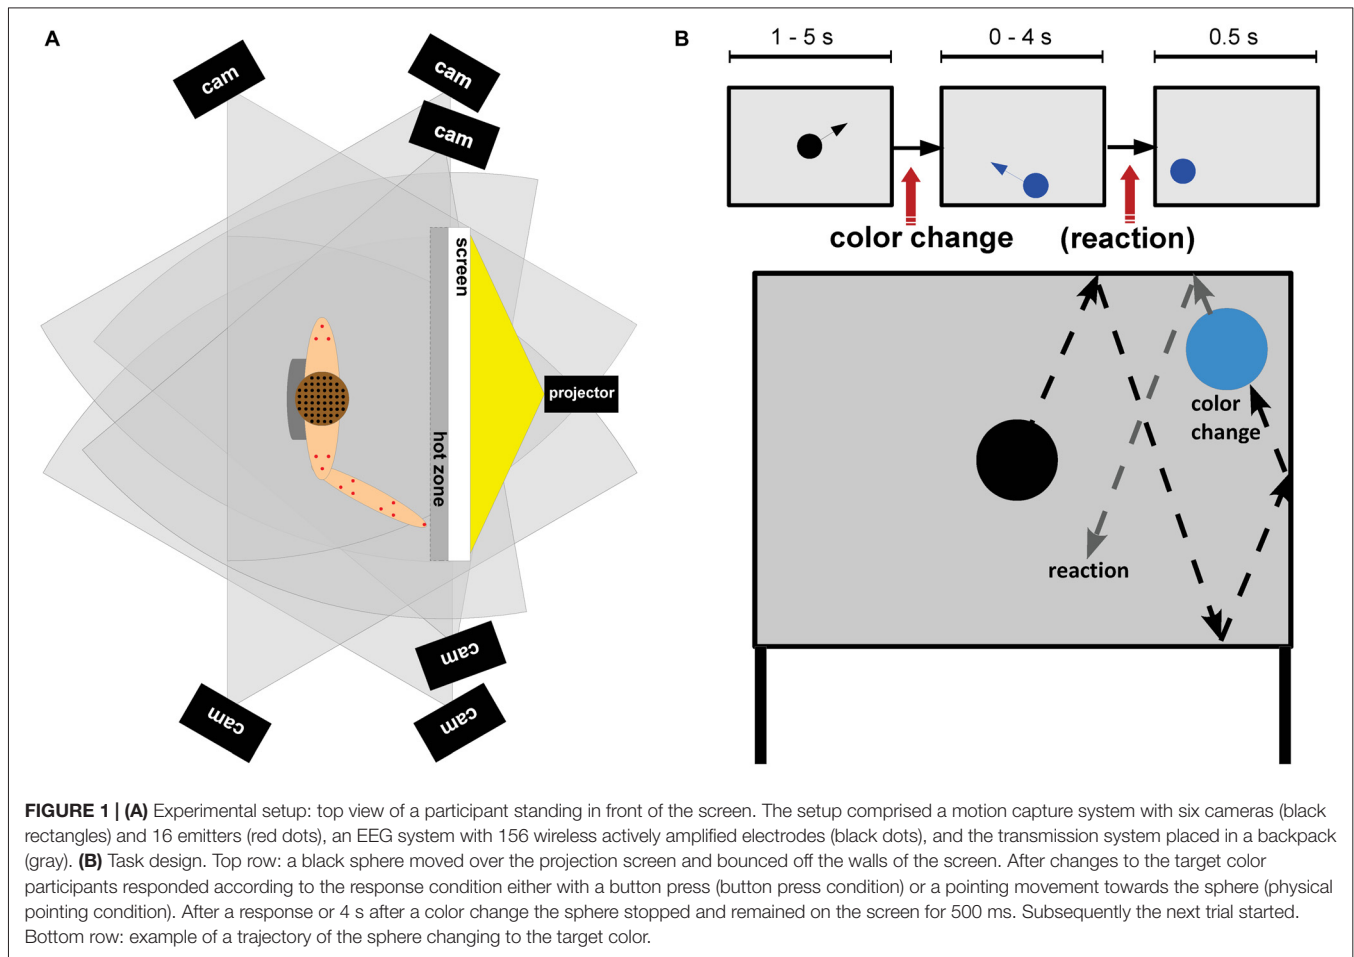 A
cam
cam
cam
screen
hot zone
projector
cam
cam
cam
B
1 - 5 s
0 - 4 s
0.5 s
color change
(reaction)
color
change
reaction
FIGURE 1 | (A) Experimental setup: top view of a participant standing in front of the screen. The setup comprised a motion capture system with six cameras (black
rectangles) and 16 emitters (red dots), an EEG system with 156 wireless actively amplified electrodes (black dots), and the transmission system placed in a backpack
(gray). (B) Task design. Top row: a black sphere moved over the projection screen and bounced off the walls of the screen. After changes to the target color
participants responded according to the response condition either with a button press (button press condition) or a pointing movement towards the sphere (physical
pointing condition). After a response or 4 s after a color change the sphere stopped and remained on the screen for 500 ms. Subsequently the next trial started.
Bottom row: example of a trajectory of the sphere changing to the target color.